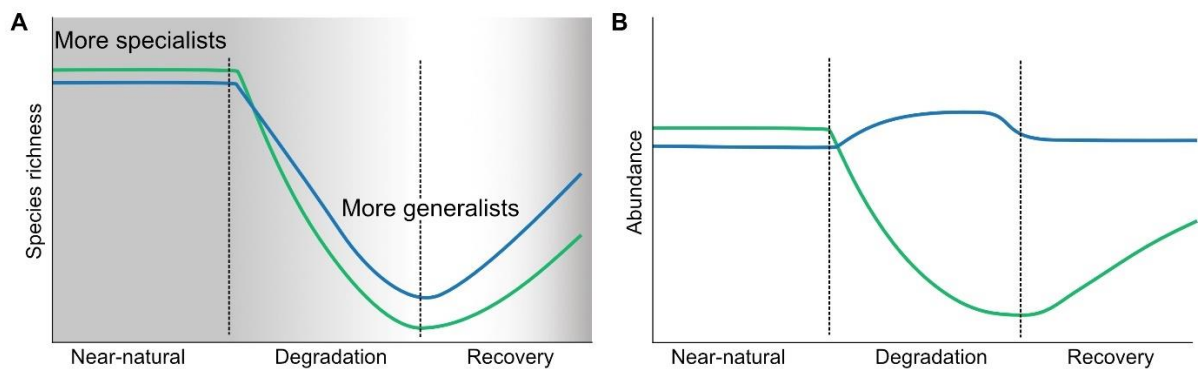 A
More specialists
Species richness
More generalists
Near-natural
Degradation
Recovery
B
Abundance
Near-natural
Degradation
Recovery